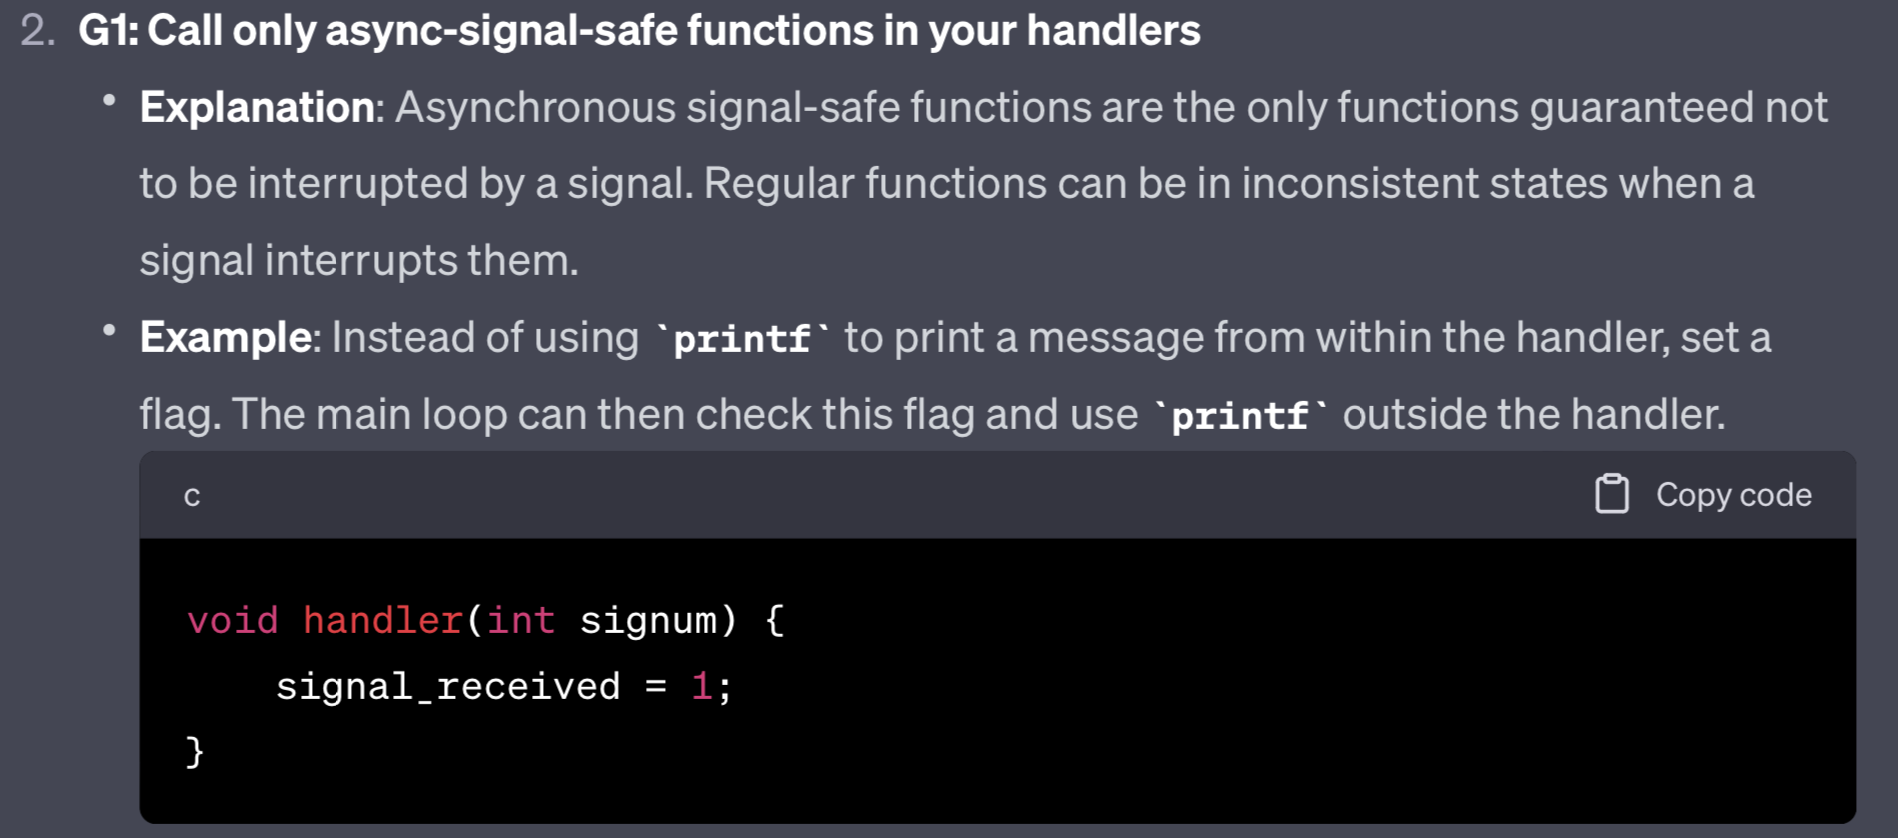 2. G1: Call only async-signal-safe functions in your handlers
• Explanation: Asynchronous signal-safe functions are the only functions guaranteed not
to be interrupted by a signal. Regular functions can be in inconsistent states when a
signal interrupts them.
• Example: Instead of using `printf` to print a message from within the handler, set a
flag. The main loop can then check this flag and use `printf` outside the handler.
c Copy code
void handler(int signum) {
    signal_received = 1;
}